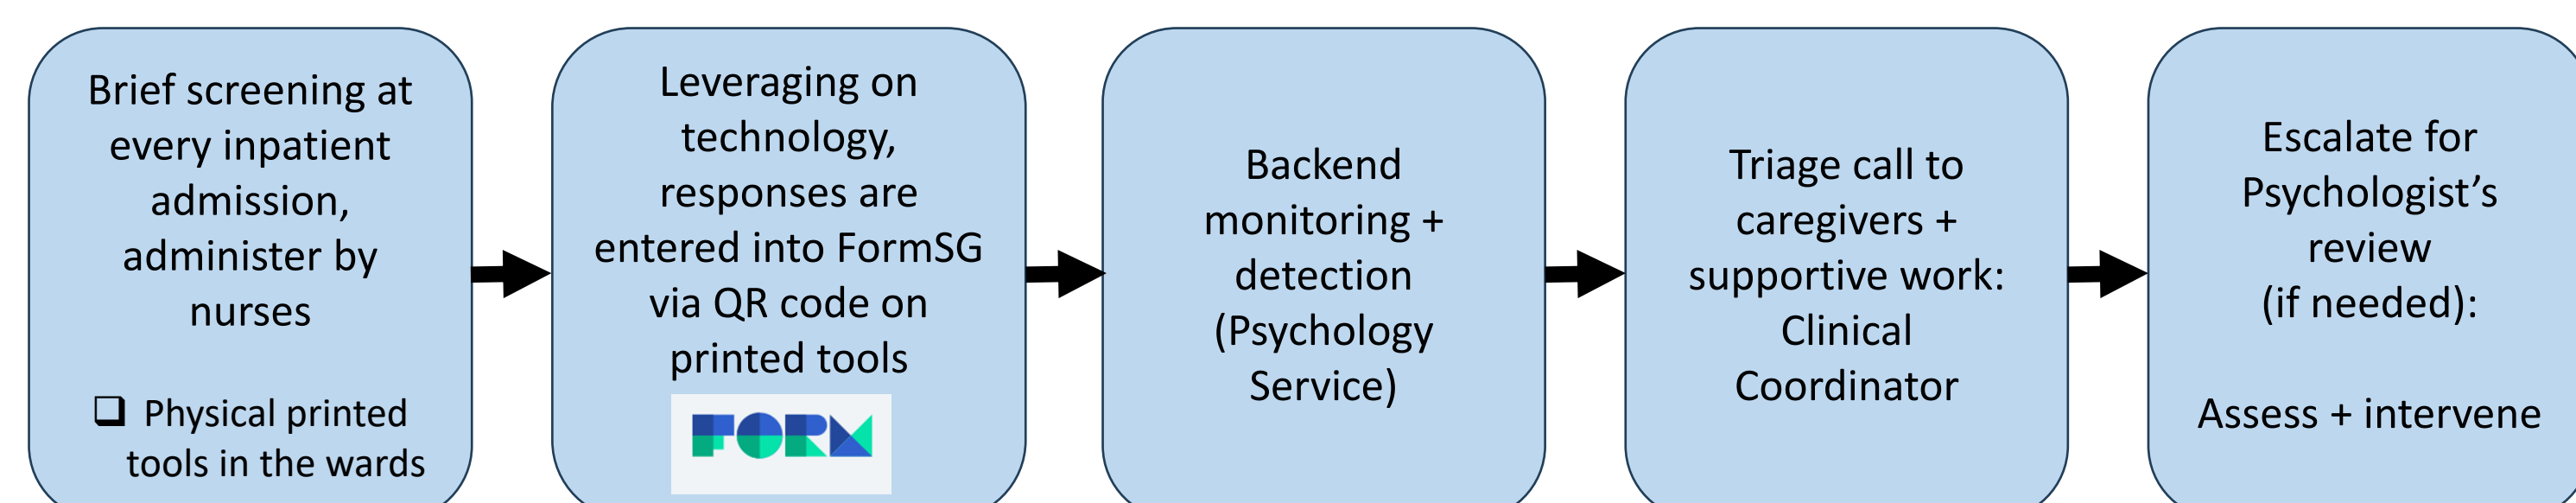 Brief screening at
every inpatient
admission,
administer by
nurses
❑ Physical printed
tools in the wards
Leveraging on
technology,
responses are
entered into FormSG
via QR code on
printed tools
FORM
Backend
monitoring +
detection
(Psychology
Service)
Triage call to
caregivers +
supportive work:
Clinical
Coordinator
Escalate for
Psychologist’s
review
(if needed):
Assess + intervene